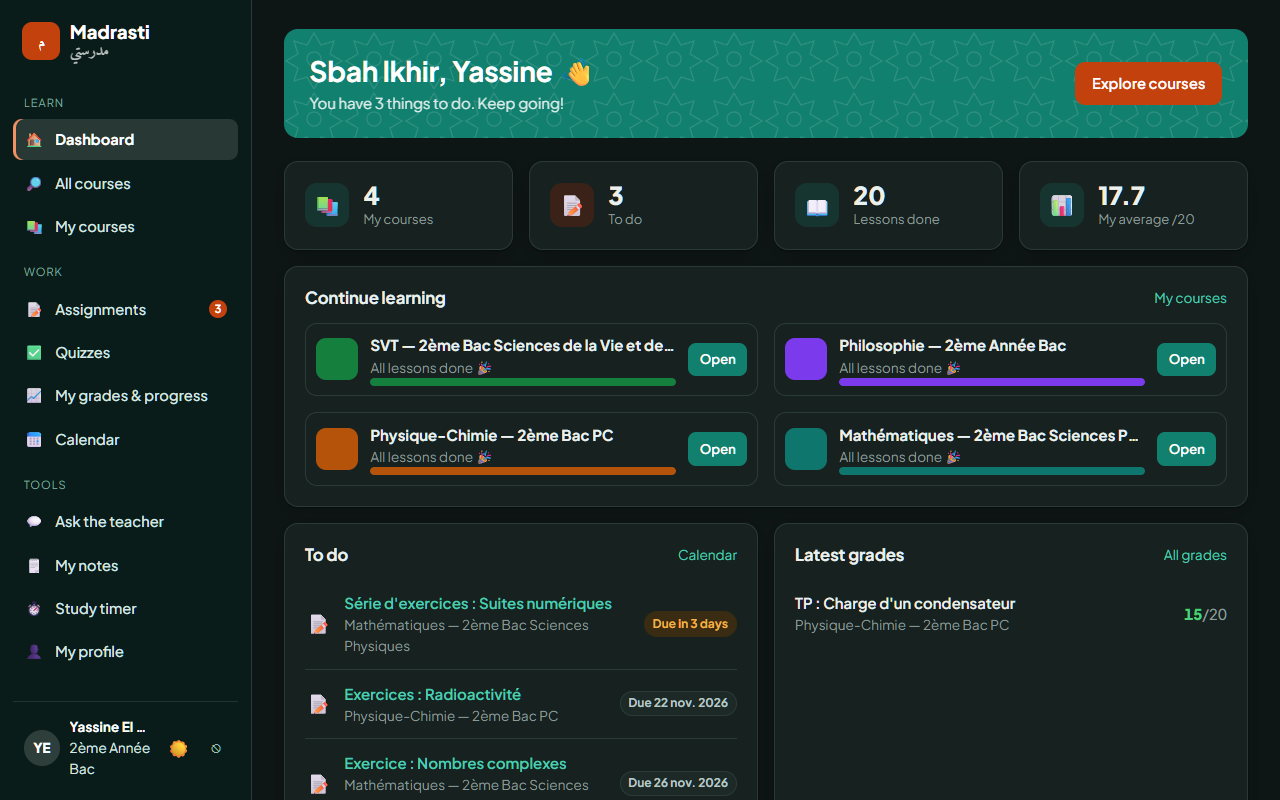 م
Madrasti
مدرستي
LEARN
Dashboard
All courses
My courses
WORK
Assignments
3
Quizzes
My grades & progress
Calendar
TOOLS
Ask the teacher
My notes
Study timer
My profile
YE
Yassine El …
2ème Année
Bac
Sbah lkhir, Yassine 👋
You have 3 things to do. Keep going!
Explore courses
4
My courses
3
To do
20
Lessons done
17.7
My average /20
Continue learning
My courses
SVT — 2ème Bac Sciences de la Vie et de…
All lessons done 🎉
Open
Philosophie — 2ème Année Bac
All lessons done 🎉
Open
Physique-Chimie — 2ème Bac PC
All lessons done 🎉
Open
Mathématiques — 2ème Bac Sciences P…
All lessons done 🎉
Open
To do
Calendar
Série d'exercices : Suites numériques
Mathématiques — 2ème Bac Sciences
Physiques
Due in 3 days
Exercices : Radioactivité
Physique-Chimie — 2ème Bac PC
Due 22 nov. 2026
Exercice : Nombres complexes
Mathématiques — 2ème Bac Sciences
Due 26 nov. 2026
Latest grades
All grades
TP : Charge d'un condensateur
Physique-Chimie — 2ème Bac PC
15/20